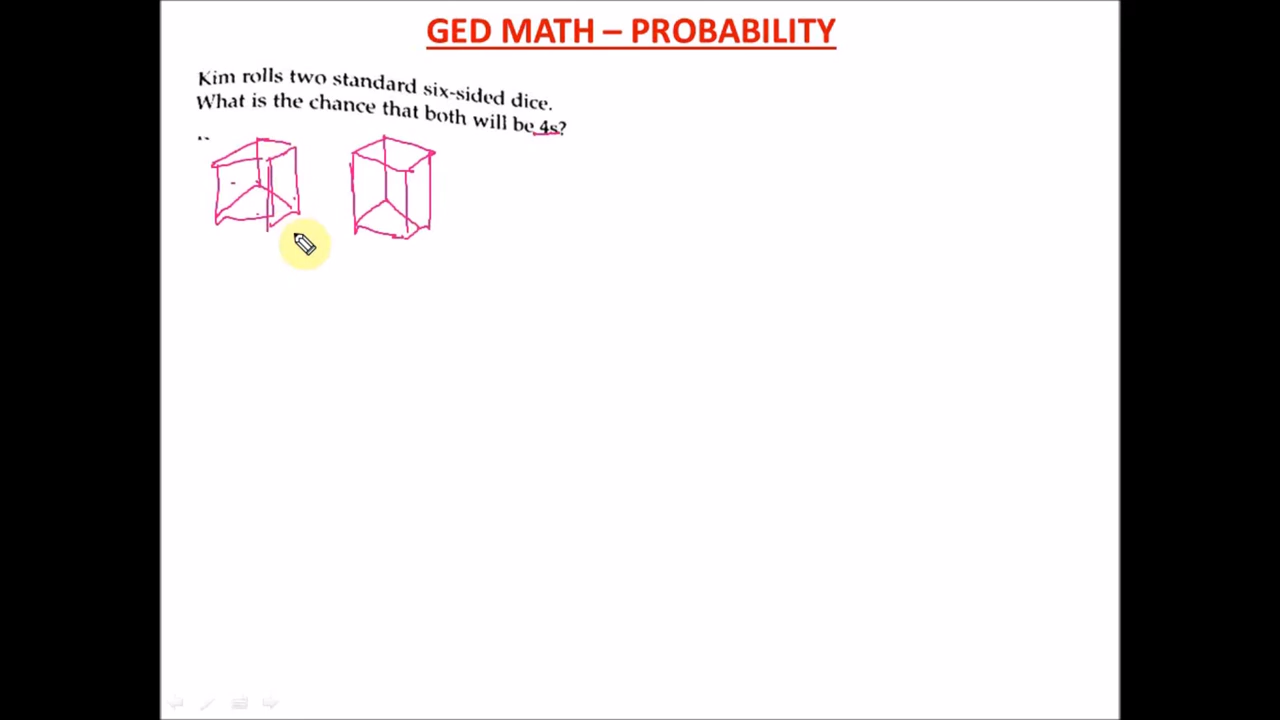 GED MATH – PROBABILITY
Kim rolls two standard six-sided dice.
What is the chance that both will be 4s?